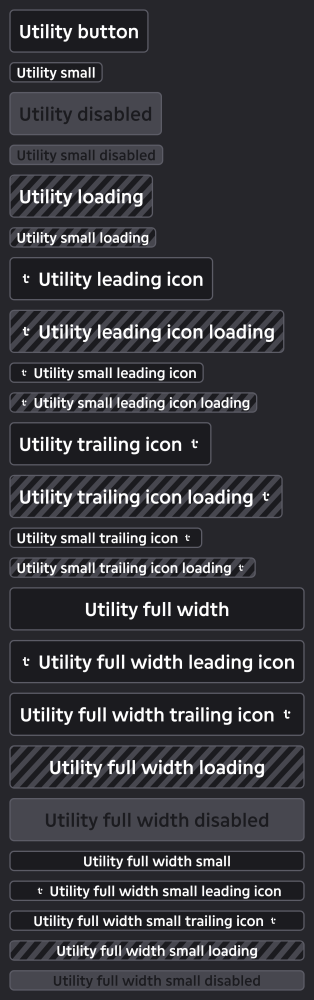 Utility button
Utility small
Utility disabled
Utility small disabled
Utility loading
Utility small loading
Utility leading icon
Utility leading icon loading
Utility small leading icon
Utility small leading icon loading
Utility trailing icon
Utility trailing icon loading
Utility small trailing icon
Utility small trailing icon loading
Utility full width
Utility full width leading icon
Utility full width trailing icon
Utility full width loading
Utility full width disabled
Utility full width small
Utility full width small leading icon
Utility full width small trailing icon
Utility full width small loading
Utility full width small disabled